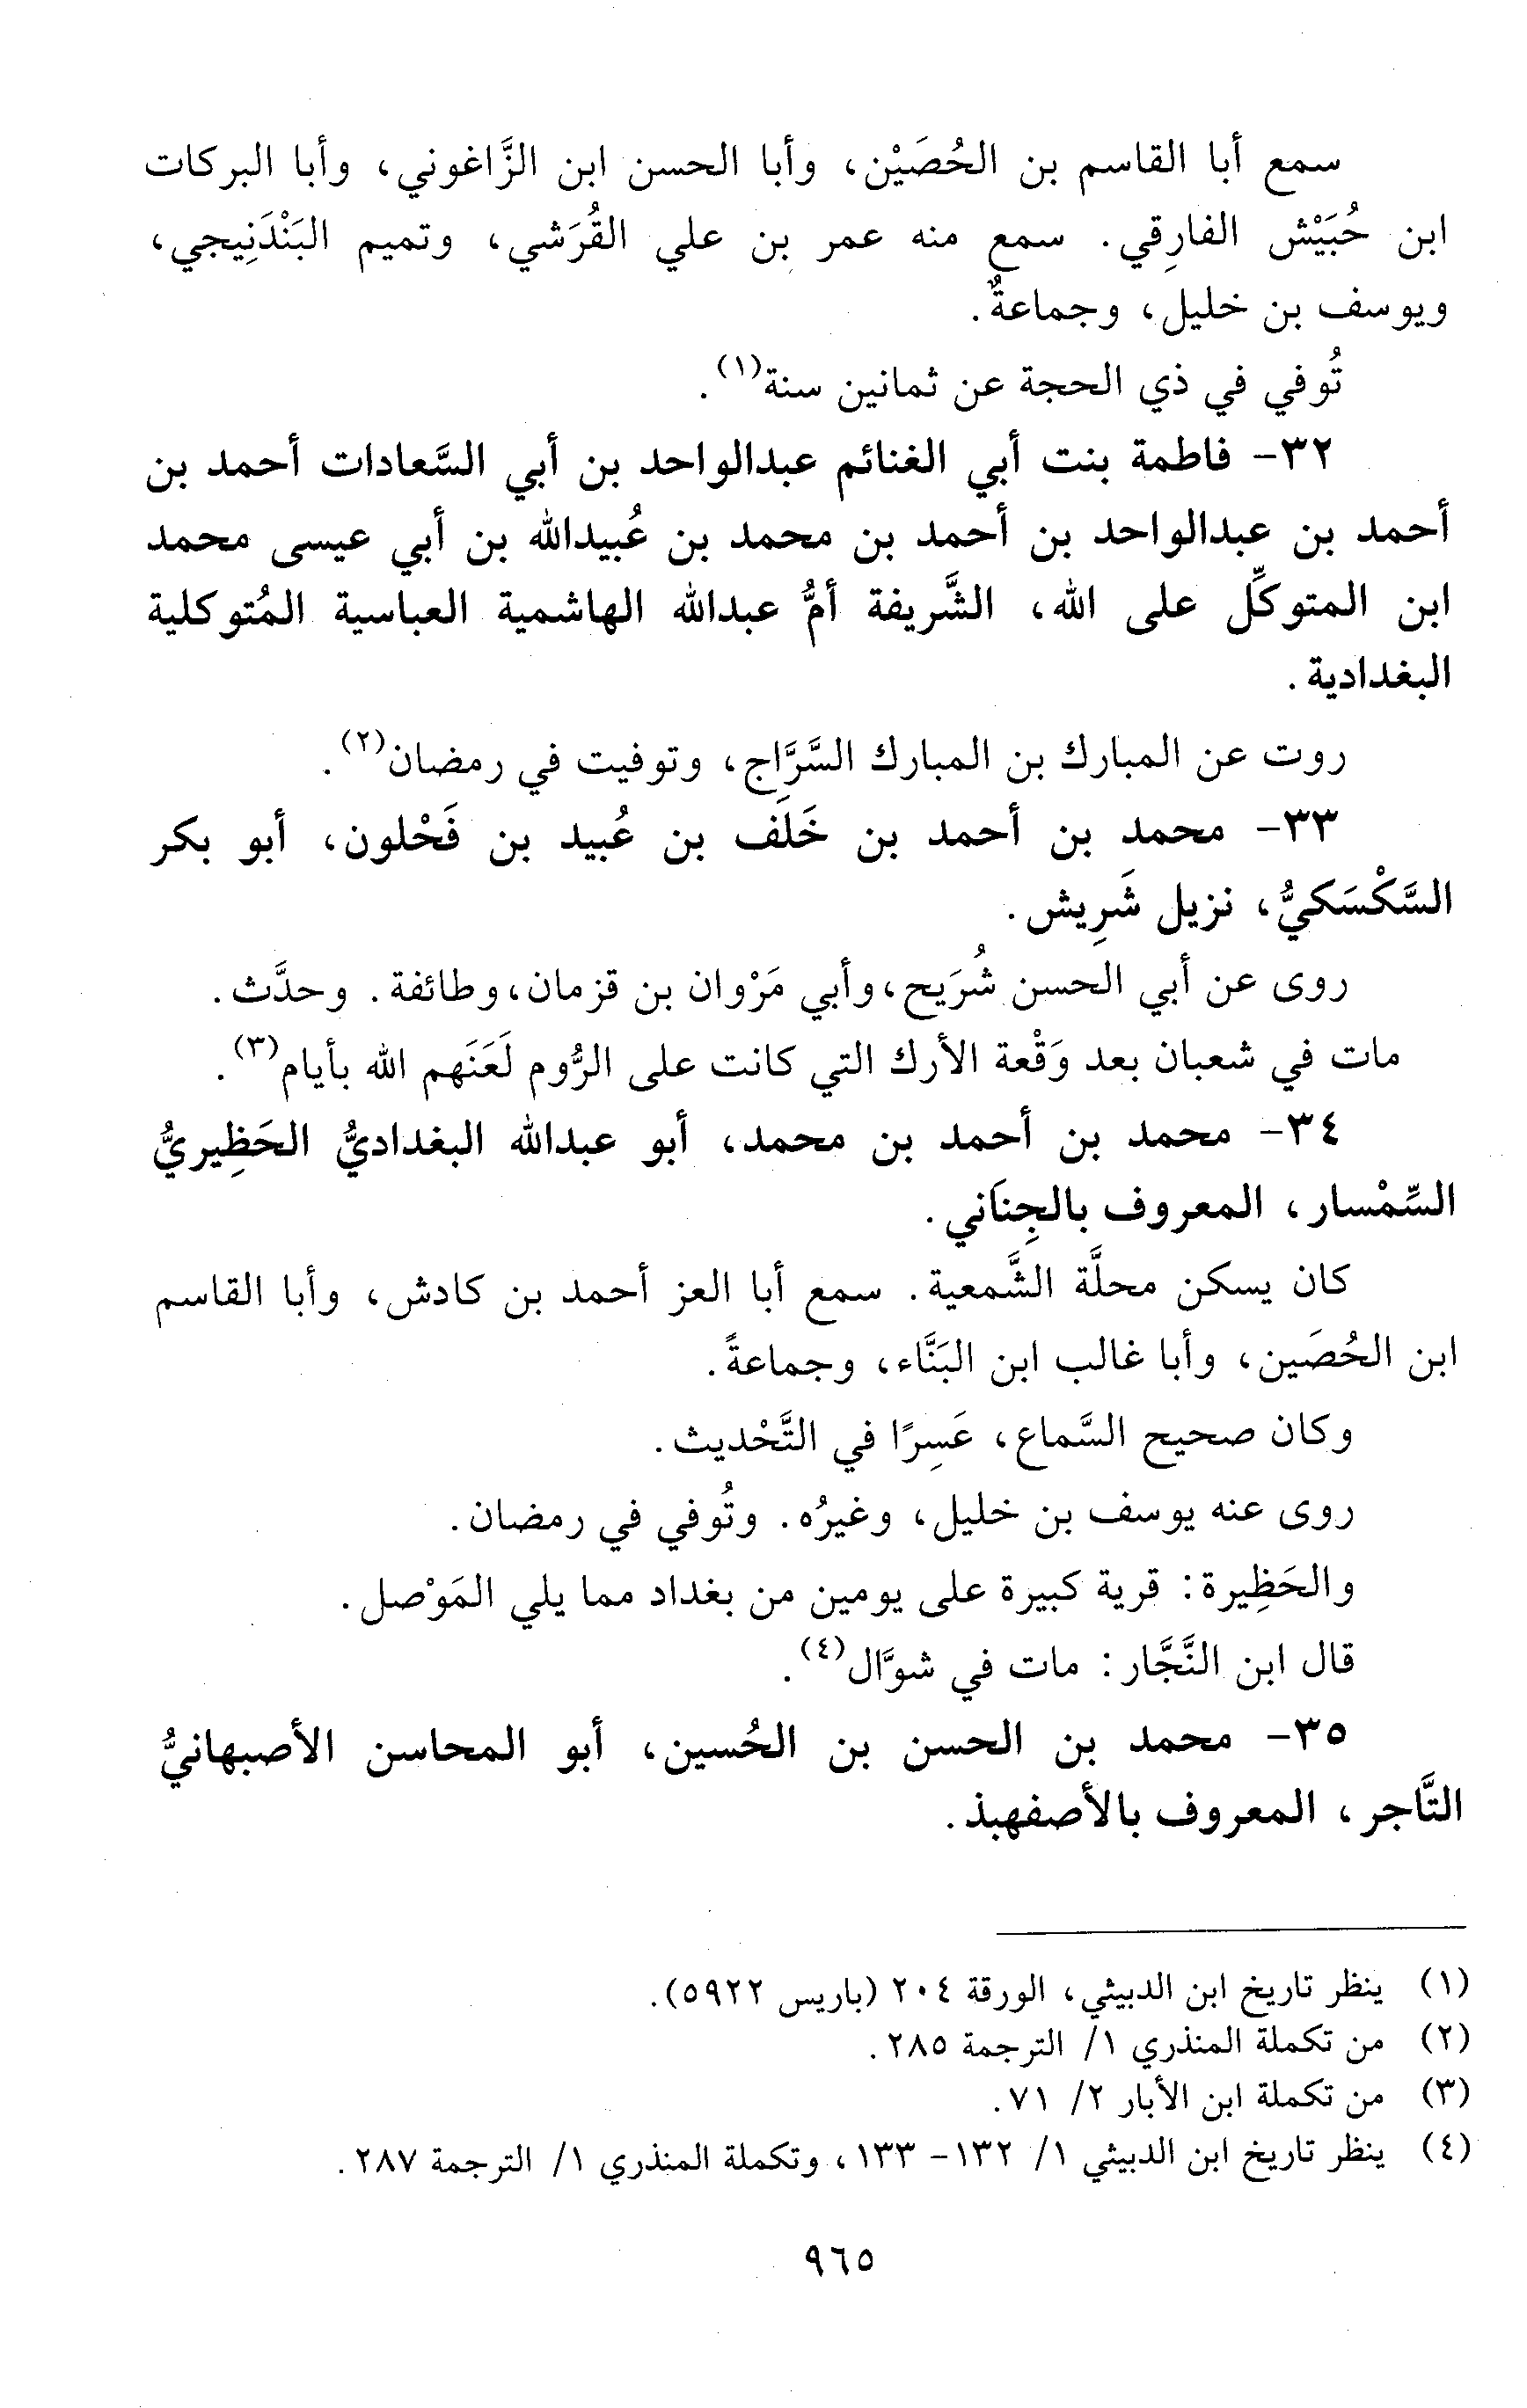 سمع أبا القاسم بن الحُصَيْن، وأبا الحسن ابن الزَّاغوني، وأبا البركات
ابن حُبَيْش الفارِقي. سمع منه عمر بن علي القُرَشي، وتميم البَنْدَنِيجي،
ويوسف بن خليل، وجماعةٌ.
تُوفي في ذي الحجة عن ثمانين سنة(١).
٣٢- فاطمة بنت أبي الغنائم عبدالواحد بن أبي السَّعادات أحمد بن
أحمد بن عبدالواحد بن أحمد بن محمد بن عُبيدالله بن أبي عيسى محمد
ابن المتوكِّل على الله، الشَّريفة أمُّ عبدالله الهاشمية العباسية المُتوكلية
البغدادية.
روت عن المبارك بن المبارك السَّرَّاج، وتوفيت في رمضان(٢).
٣٣- محمد بن أحمد بن خَلَف بن عُبيد بن فَحْلون، أبو بكر
السَّكْسَكيُّ، نزيل شَرِيش.
روى عن أبي الحسن شُرَيح، وأبي مَرْوان بن قزمان، وطائفة. وحدَّث.
مات في شعبان بعد وَقْعة الأرك التي كانت على الرُّوم لَعَنَهم الله بأيام(٣).
٣٤- محمد بن أحمد بن محمد، أبو عبدالله البغداديُّ الحَظِيريُّ
السِّمْسار، المعروف بالجِنَاني.
كان يسكن محلَّة الشَّمعية. سمع أبا العز أحمد بن كادش، وأبا القاسم
ابن الحُصَين، وأبا غالب ابن البَنَّاء، وجماعةً.
وكان صحيح السَّماع، عَسِرًا في التَّحْديث.
روى عنه يوسف بن خليل، وغيرُه. وتُوفي في رمضان.
والحَظِيرة: قرية كبيرة على يومين من بغداد مما يلي المَوْصل.
قال ابن النَّجَّار: مات في شوَّال(٤).
٣٥- محمد بن الحسن بن الحُسين، أبو المحاسن الأصبهانيُّ
التَّاجر، المعروف بالأصفهبذ.
(١) ينظر تاريخ ابن الدبيثي، الورقة ٢٠٤ (باريس ٥٩٢٢).
(٢) من تكملة المنذري ١/ الترجمة ٢٨٥.
(٣) من تكملة ابن الأبار ٢/ ٧١.
(٤) ينظر تاريخ ابن الدبيثي ١/ ١٣٢- ١٣٣، وتكملة المنذري ١/ الترجمة ٢٨٧.
٩٦٥